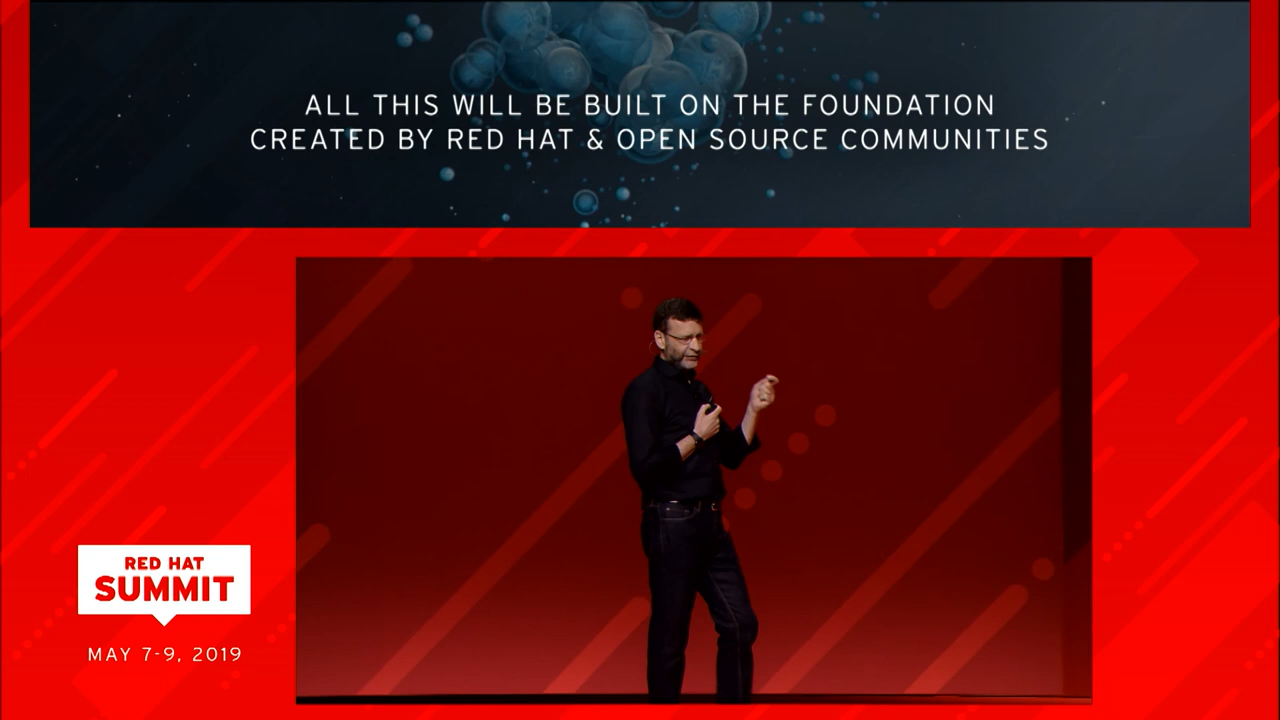 ALL THIS WILL BE BUILT ON THE FOUNDATION
CREATED BY RED HAT & OPEN SOURCE COMMUNITIES
RED HAT
SUMMIT
MAY 7-9, 2019